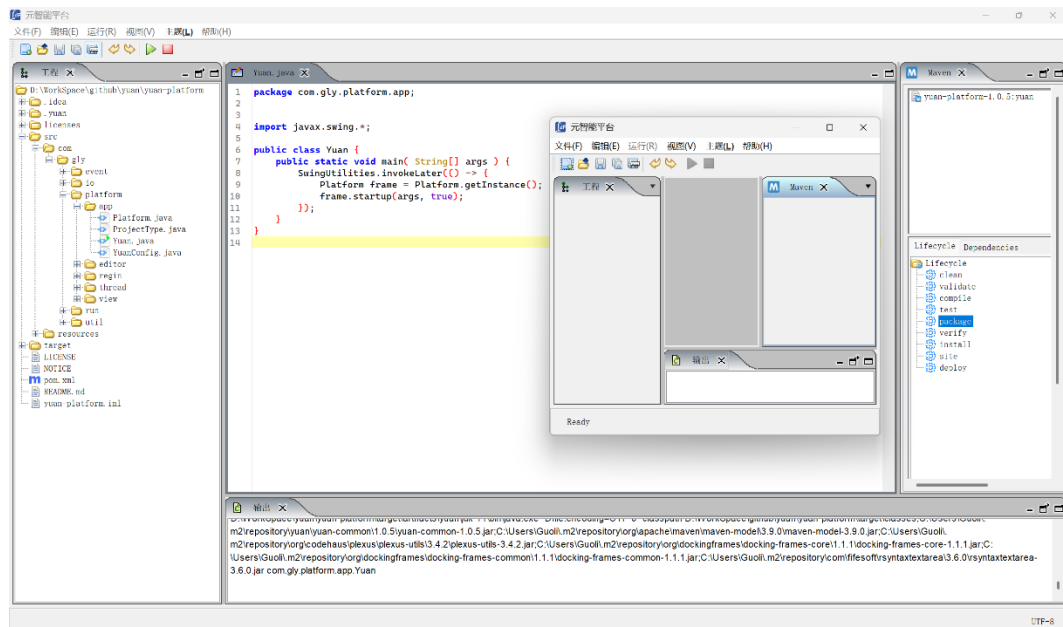 元智能平台
文件(F) 编辑(E) 运行(R) 视图(V) 主题(L) 帮助(H)
工程
D:\WorkSpace\github\yuan\yuan-platform
.idea
.yuan
licenses
src
com
gly
event
io
platform
app
Platform.java
ProjectType.java
Yuan.java
YuanConfig.java
editor
regin
thread
view
run
util
resources
target
LICENSE
NOTICE
pom.xml
README.md
yuan-platform.iml
Yuan.java
1 package com.gly.platform.app;
2
3
4 import javax.swing.*;
5
6 public class Yuan {
7 public static void main( String[] args ) {
8 SwingUtilities.invokeLater(() -> {
9 Platform frame = Platform.getInstance();
10 frame.startup(args, true);
11 });
12 }
13 }
14
元智能平台
文件(F) 编辑(E) 运行(R) 视图(V) 主题(L) 帮助(H)
工程
Maven
输出
Ready
Maven
yuan-platform-1.0.5:yuan
Lifecycle Dependencies
Lifecycle
clean
validate
compile
test
package
verify
install
site
deploy
输出
m2\repository\yuan\yuan-common\1.0.5\yuan-common-1.0.5.jar;C:\Users\Guoli\.m2\repository\org\apache\maven\maven-model\3.9.0\maven-model-3.9.0.jar;C:\Users\Guoli\.
m2\repository\org\codehaus\plexus\plexus-utils\3.4.2\plexus-utils-3.4.2.jar;C:\Users\Guoli\.m2\repository\org\dockingframes\docking-frames-core\1.1.1\docking-frames-core-1.1.1.jar;C:
\Users\Guoli\.m2\repository\org\dockingframes\docking-frames-common\1.1.1\docking-frames-common-1.1.1.jar;C:\Users\Guoli\.m2\repository\com\fifesoft\rsyntaxtextarea\3.6.0\rsyntaxtextarea-
3.6.0.jar com.gly.platform.app.Yuan
UTF-8